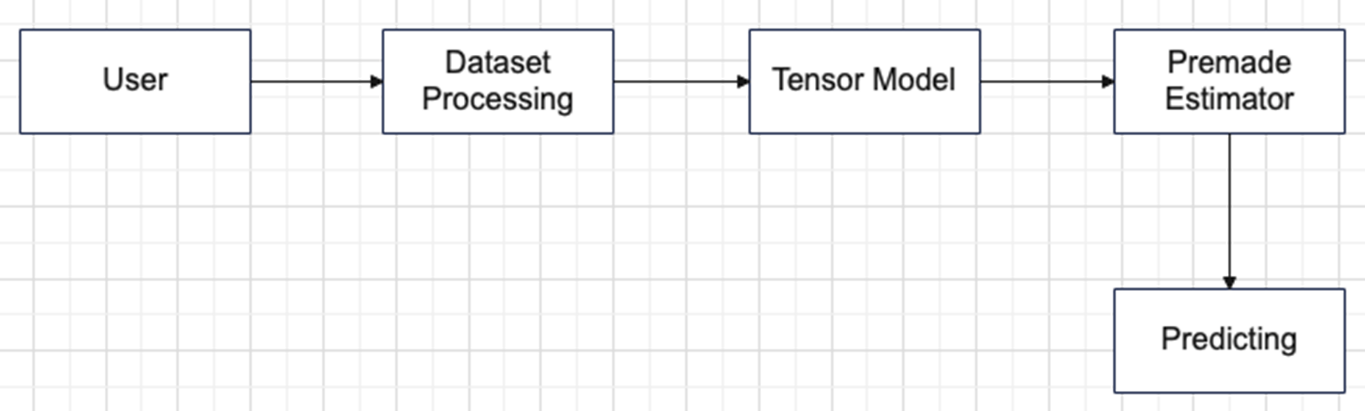 User
Dataset
Processing
Tensor Model
Premade
Estimator
Predicting